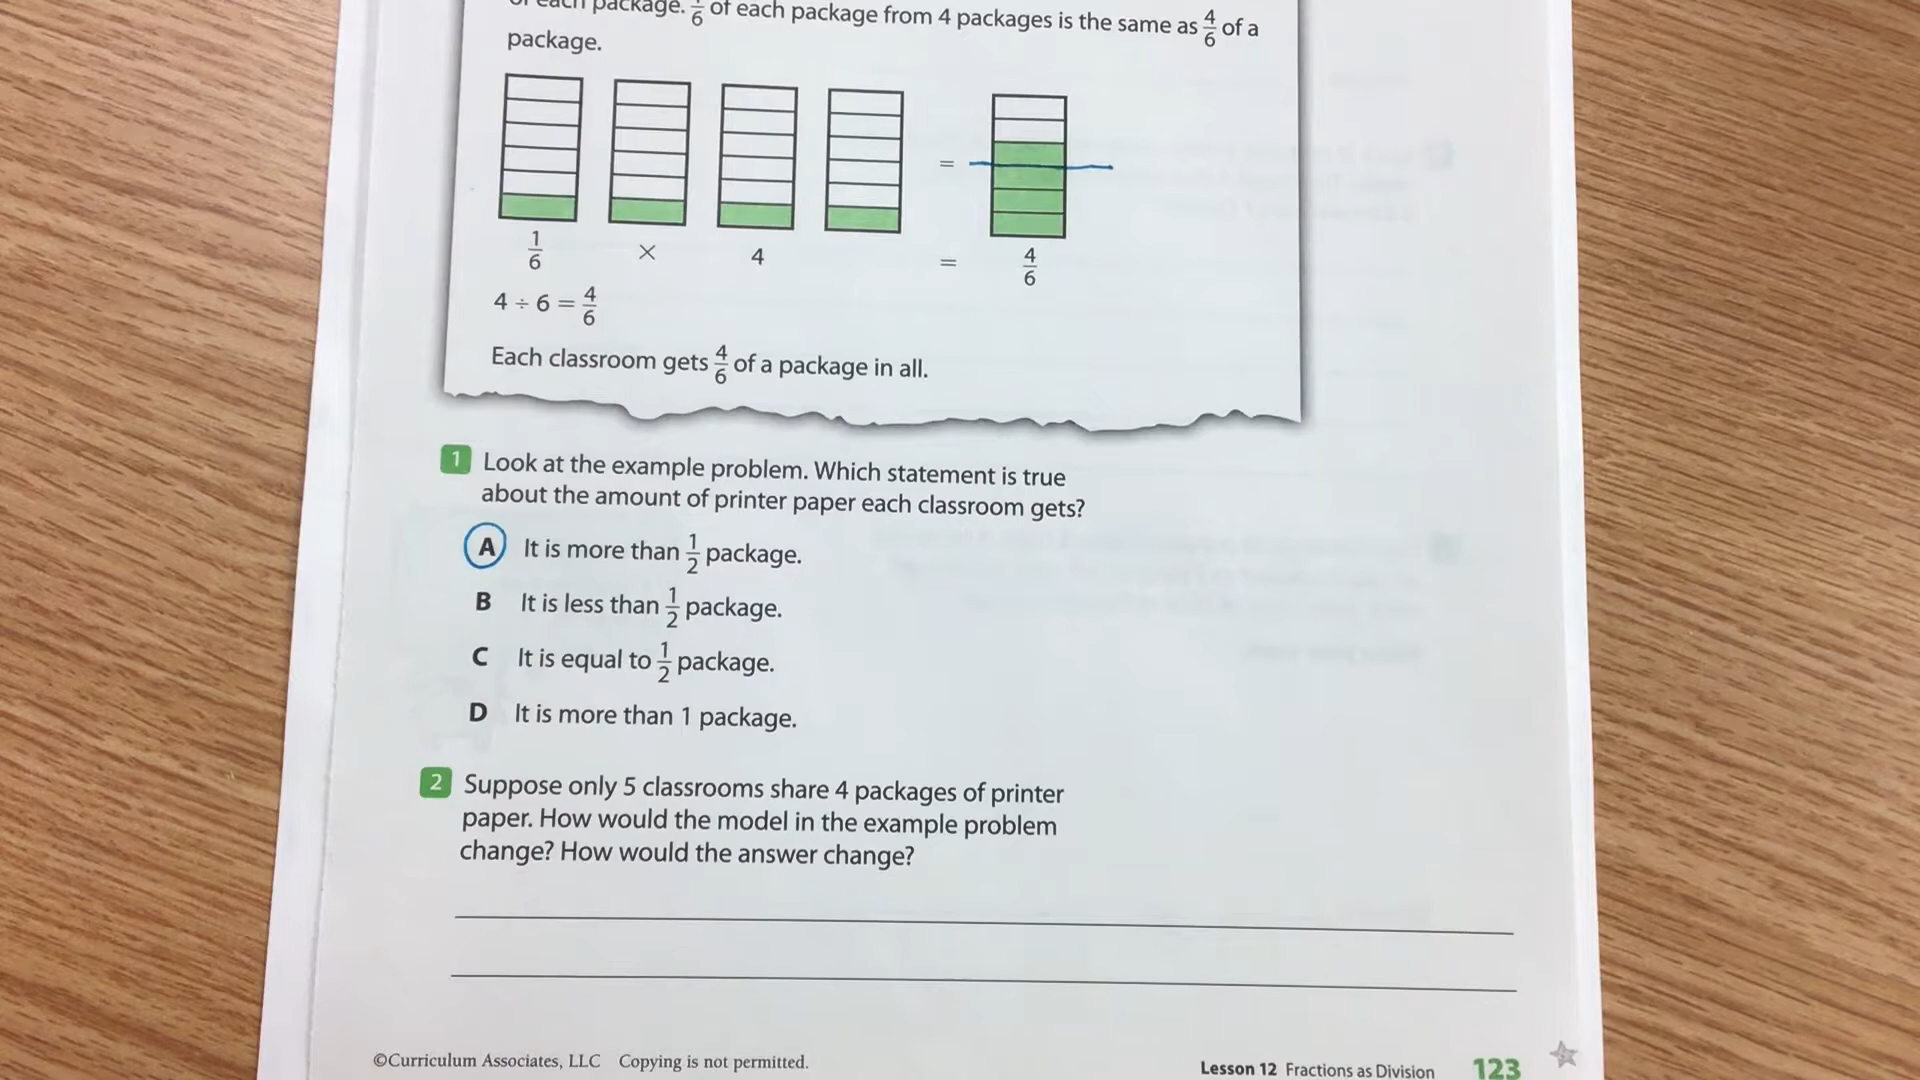 of each package. 1/6 of each package from 4 packages is the same as 4/6 of a
package.
=
1/6 × 4 = 4/6
4 ÷ 6 = 4/6
Each classroom gets 4/6 of a package in all.
1 Look at the example problem. Which statement is true
about the amount of printer paper each classroom gets?
A It is more than 1/2 package.
B It is less than 1/2 package.
C It is equal to 1/2 package.
D It is more than 1 package.
2 Suppose only 5 classrooms share 4 packages of printer
paper. How would the model in the example problem
change? How would the answer change?
©Curriculum Associates, LLC Copying is not permitted.
Lesson 12 Fractions as Division 123